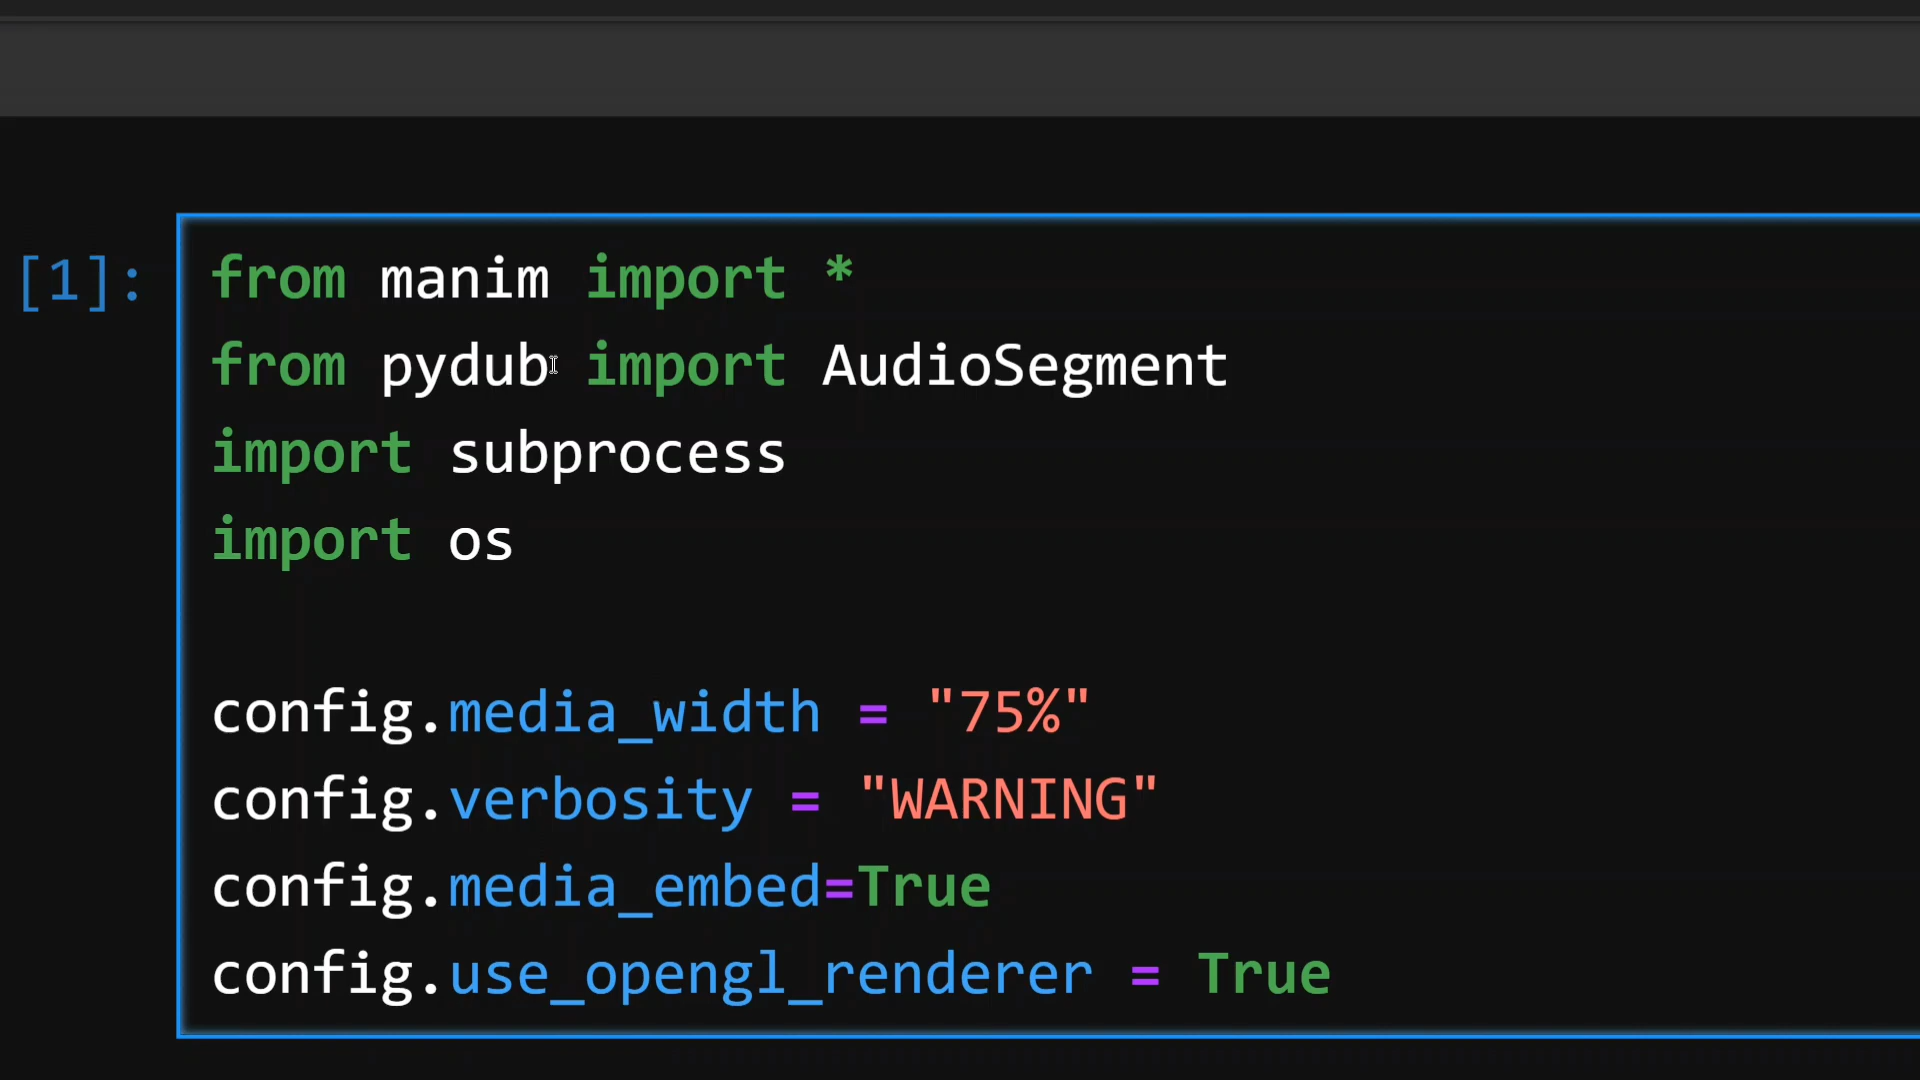 [1]: from manim import *
from pydub import AudioSegment
import subprocess
import os
config.media_width = "75%"
config.verbosity = "WARNING"
config.media_embed=True
config.use_opengl_renderer = True